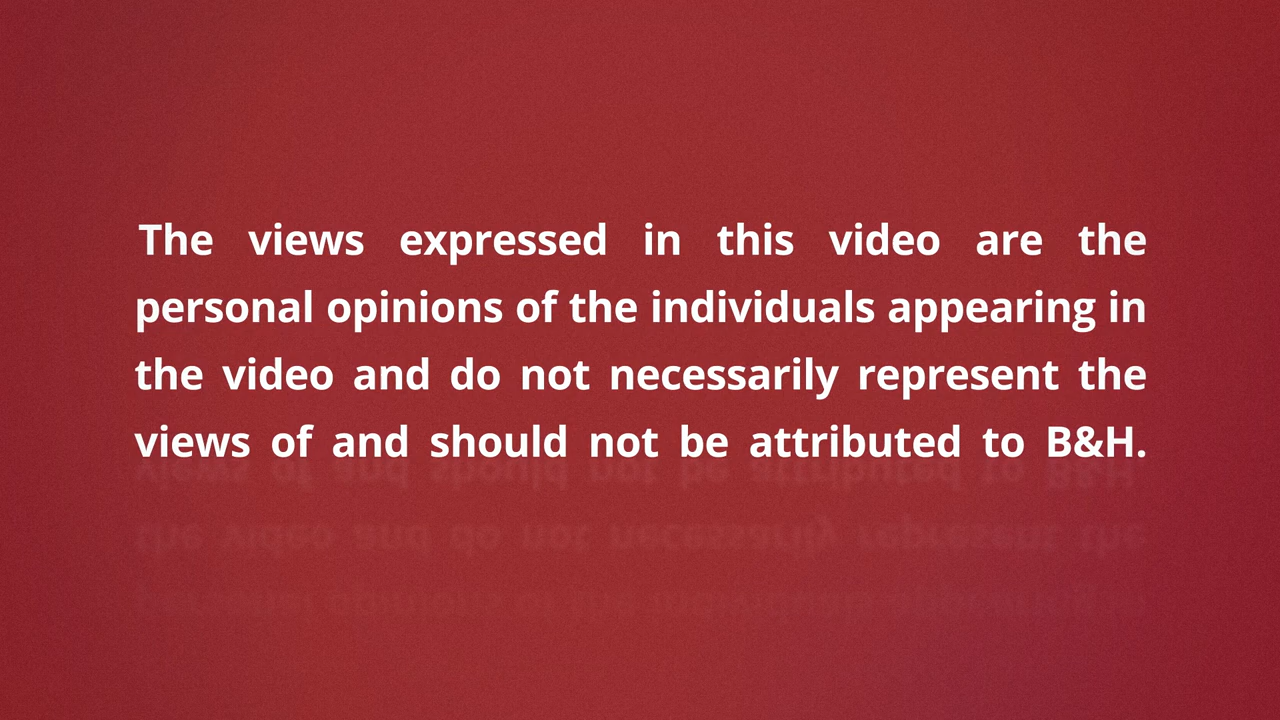 The views expressed in this video are the
personal opinions of the individuals appearing in
the video and do not necessarily represent the
views of and should not be attributed to B&H.